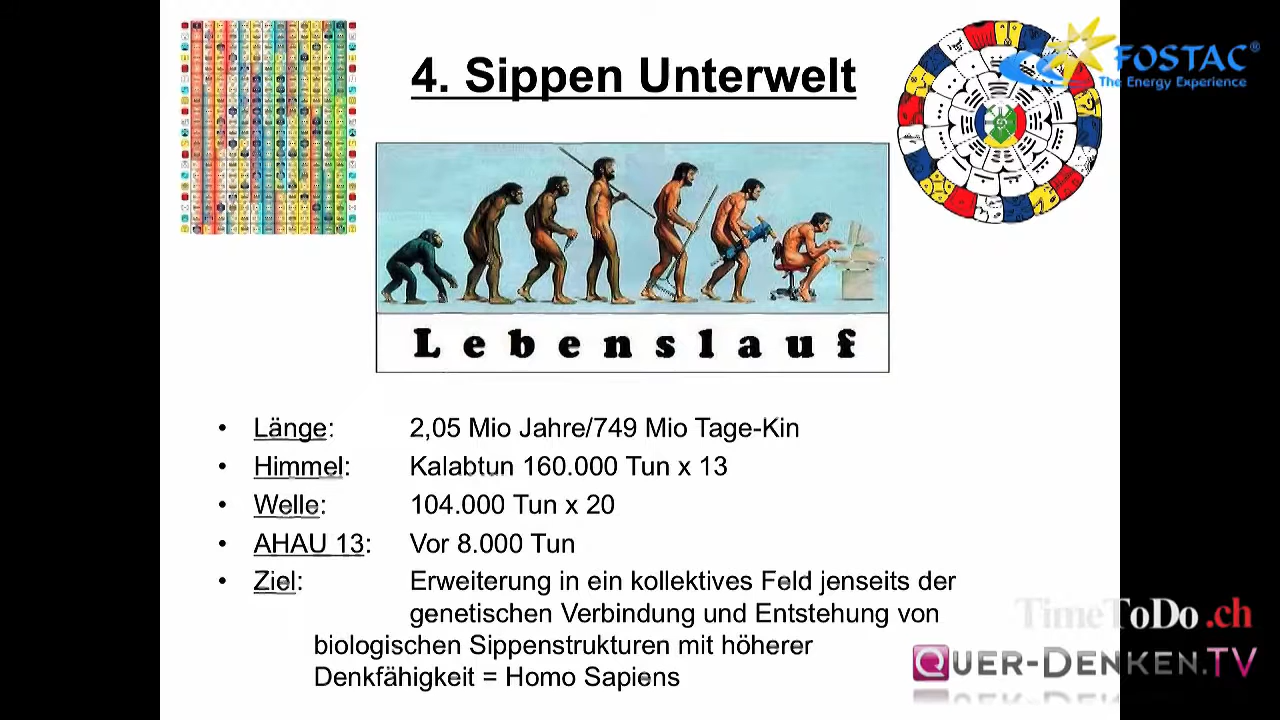 4. Sippen Unterwelt
FOSTAC®
The Energy Experience
Lebenslauf
• Länge: 2,05 Mio Jahre/749 Mio Tage-Kin
• Himmel: Kalabtun 160.000 Tun x 13
• Welle: 104.000 Tun x 20
• AHAU 13: Vor 8.000 Tun
• Ziel: Erweiterung in ein kollektives Feld jenseits der
genetischen Verbindung und Entstehung von
biologischen Sippenstrukturen mit höherer
Denkfähigkeit = Homo Sapiens
TimeToDo.ch
QUER-DENKEN.TV